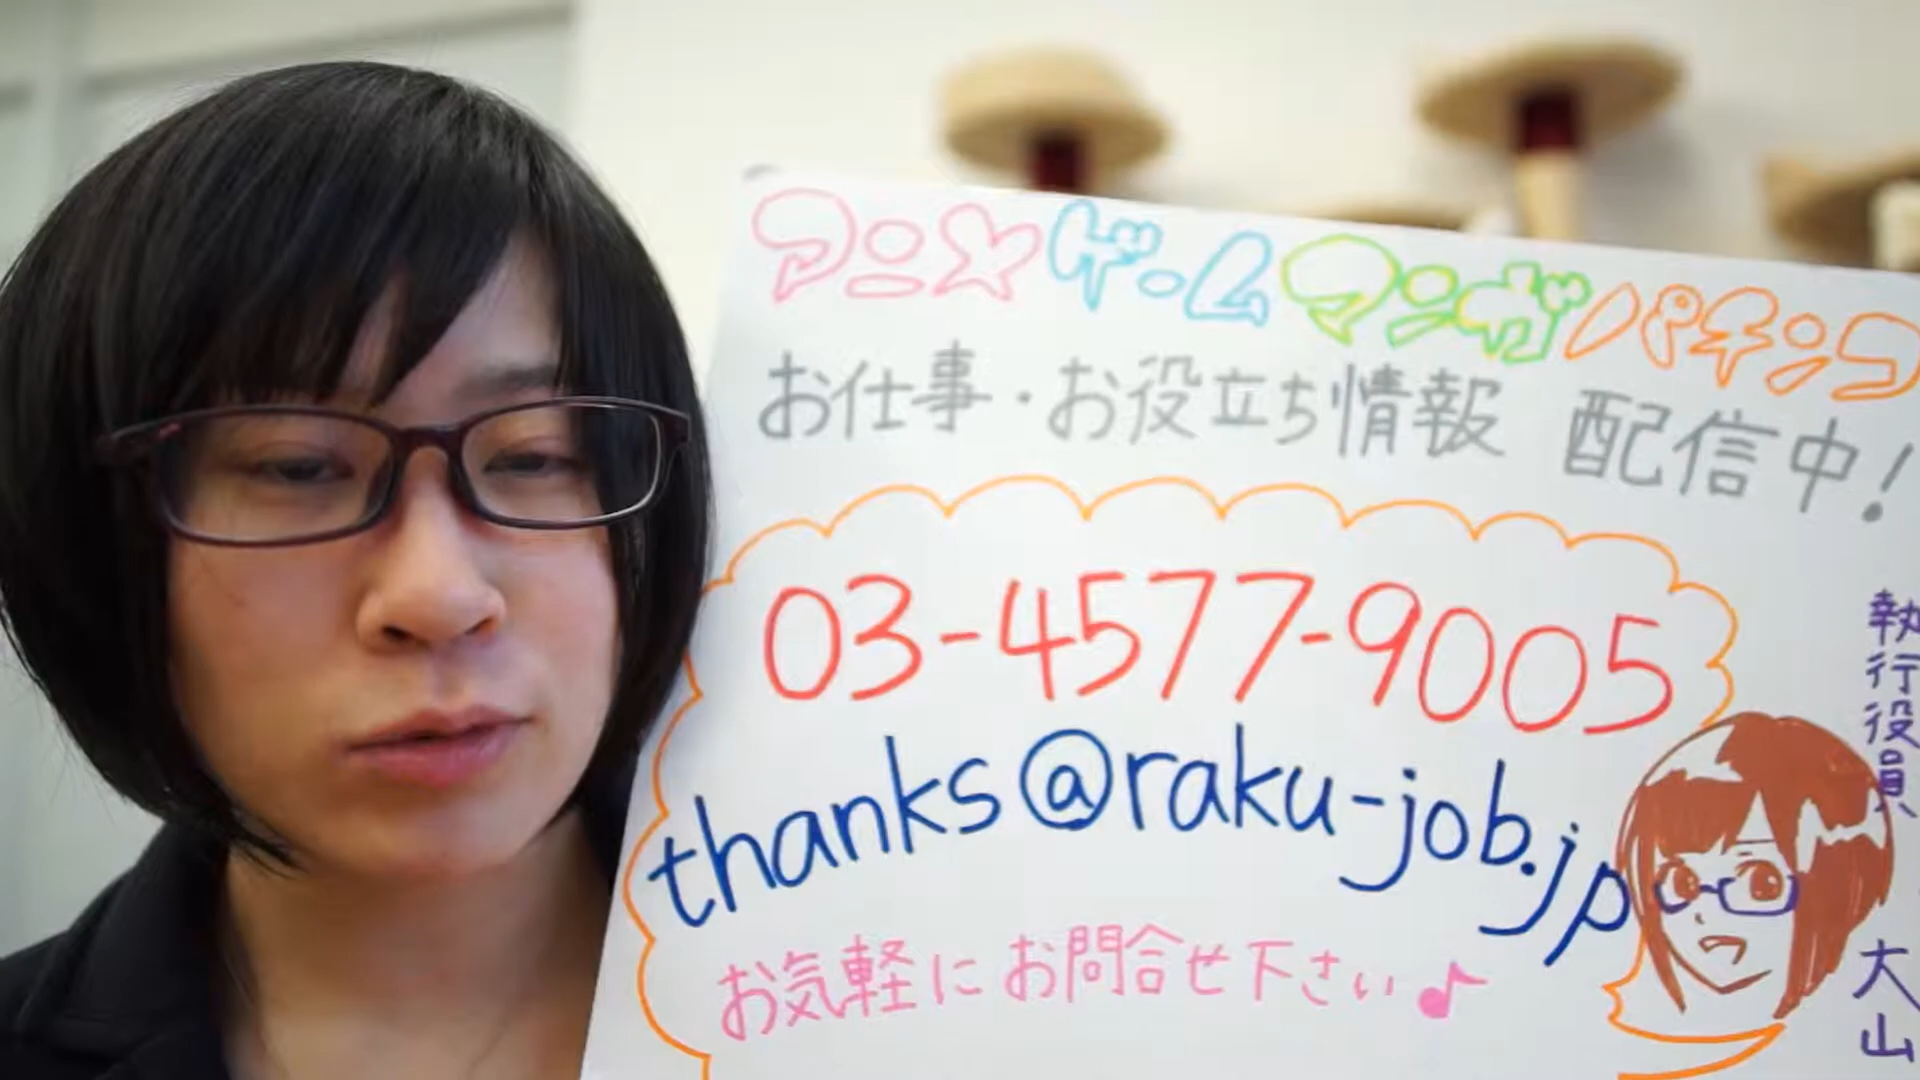 アニメゲームマンガパチンコ
お仕事・お役立ち情報 配信中!
03-4577-9005
thanks@raku-job.jp
お気軽にお問合せ下さい♪
執行役員 大山